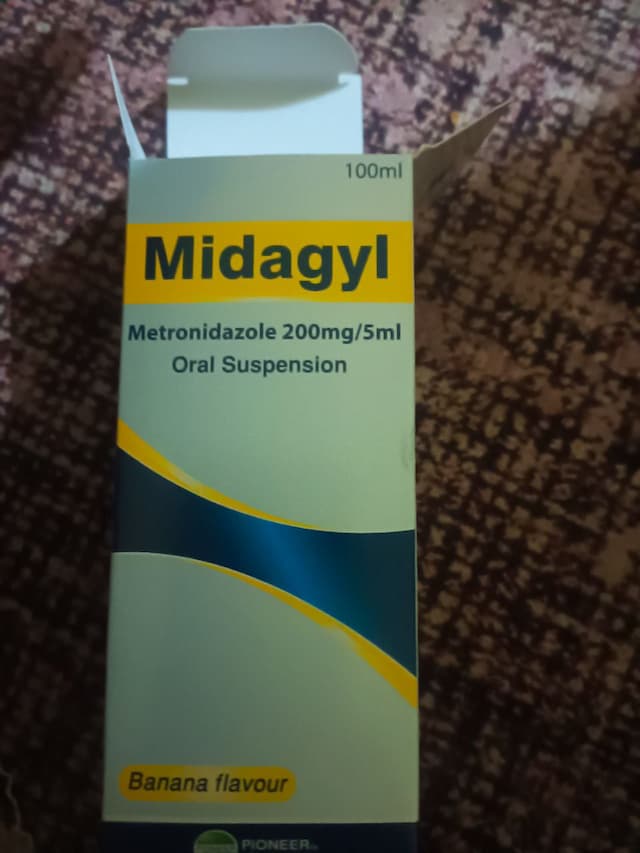 100ml
Midagyl
Metronidazole 200mg/5ml
Oral Suspension
Banana flavour
PIONEER